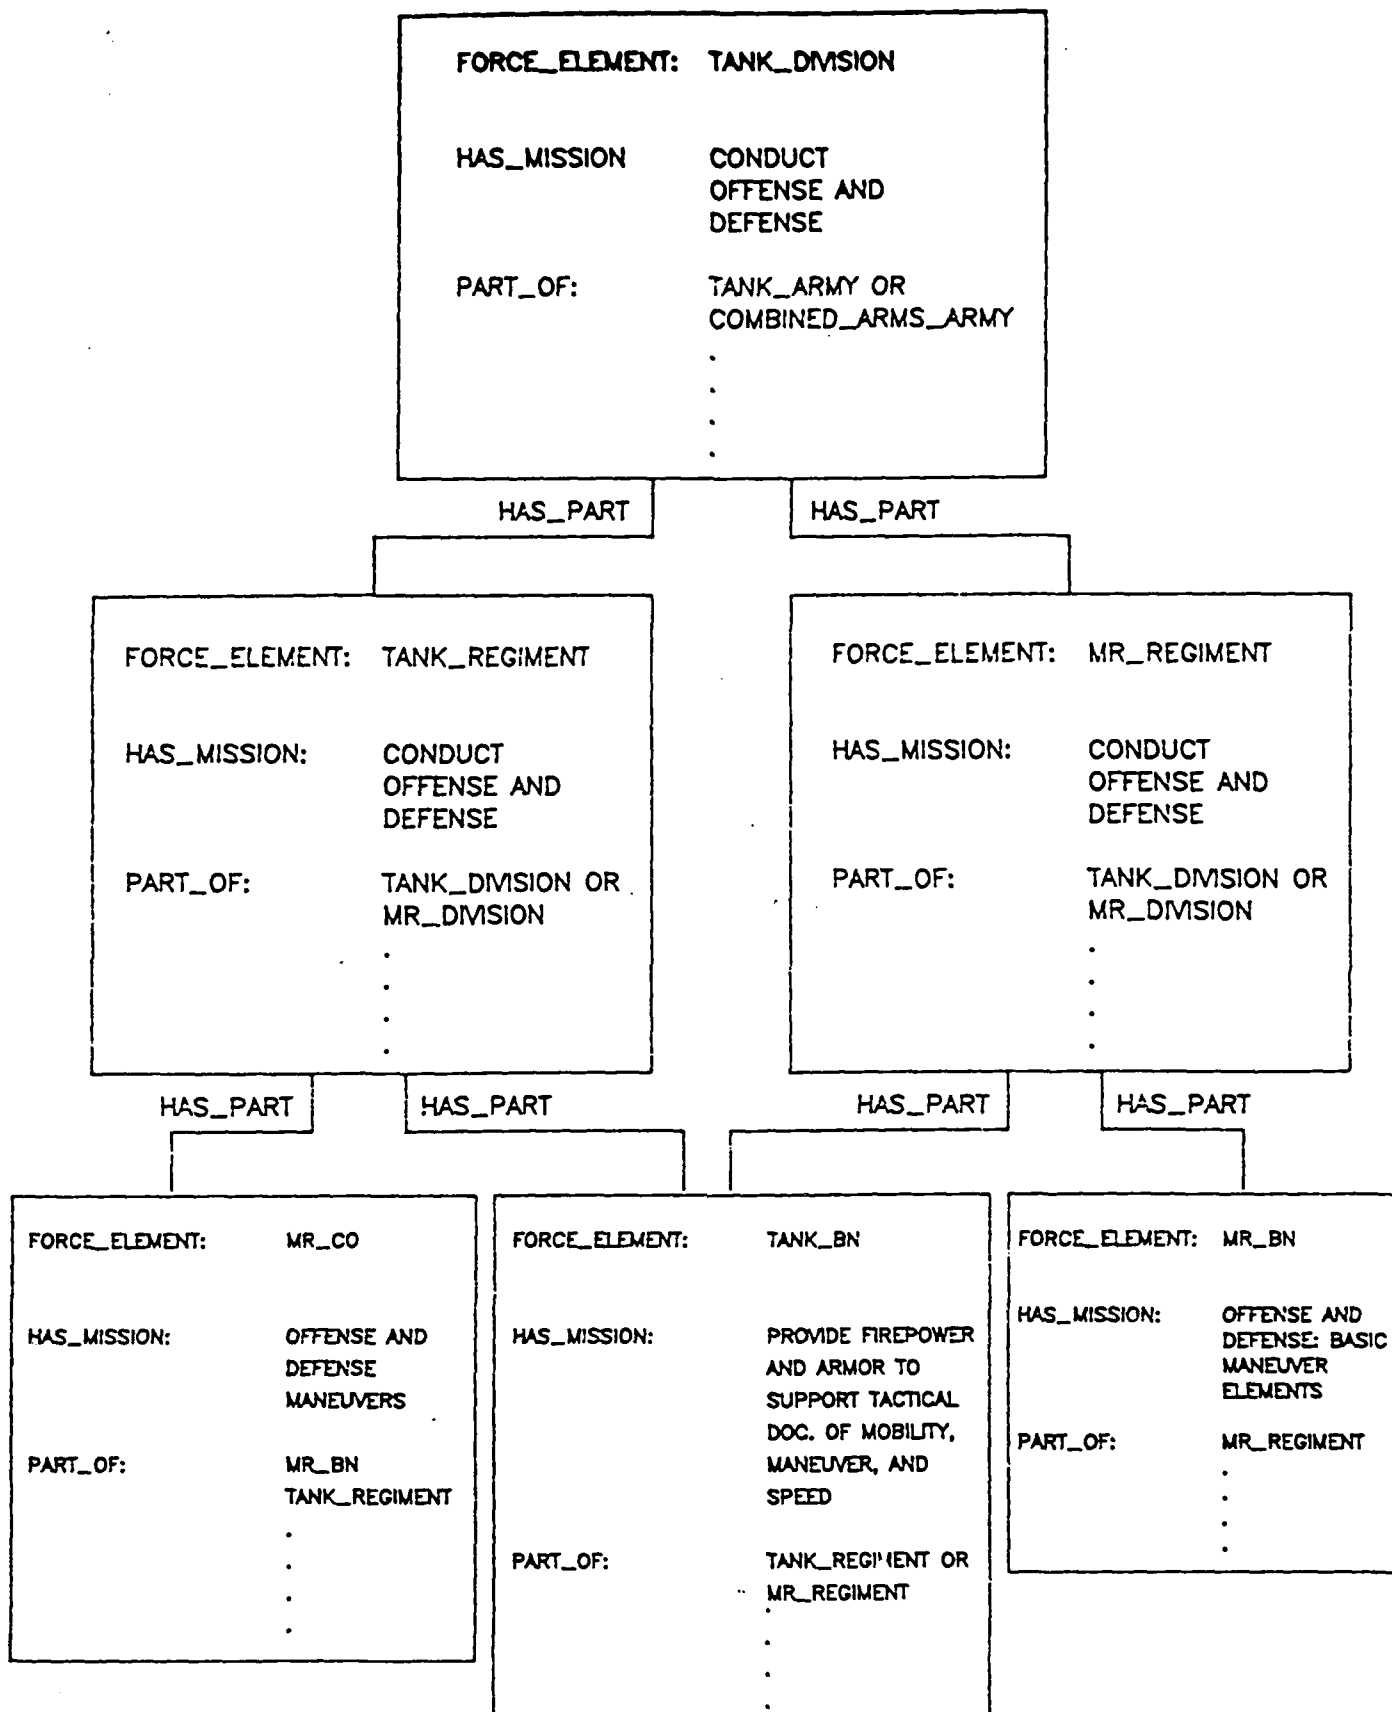 FORCE_ELEMENT: TANK_DIVISION
HAS_MISSION CONDUCT
OFFENSE AND
DEFENSE
PART_OF: TANK_ARMY OR
COMBINED_ARMS_ARMY
.
.
.
.
HAS_PART HAS_PART
FORCE_ELEMENT: TANK_REGIMENT
HAS_MISSION: CONDUCT
OFFENSE AND
DEFENSE
PART_OF: TANK_DIVISION OR
MR_DIVISION
.
.
.
.
FORCE_ELEMENT: MR_REGIMENT
HAS_MISSION: CONDUCT
OFFENSE AND
DEFENSE
PART_OF: TANK_DIVISION OR
MR_DIVISION
.
.
.
.
HAS_PART HAS_PART
HAS_PART HAS_PART
FORCE_ELEMENT: MR_CO
HAS_MISSION: OFFENSE AND
DEFENSE
MANEUVERS
PART_OF: MR_BN
TANK_REGIMENT
.
.
.
.
FORCE_ELEMENT: TANK_BN
HAS_MISSION: PROVIDE FIREPOWER
AND ARMOR TO
SUPPORT TACTICAL
DOC. OF MOBILITY,
MANEUVER, AND
SPEED
PART_OF: TANK_REGIMENT OR
MR_REGIMENT
.
.
.
.
FORCE_ELEMENT: MR_BN
HAS_MISSION: OFFENSE AND
DEFENSE: BASIC
MANEUVER
ELEMENTS
PART_OF: MR_REGIMENT
.
.
.
.